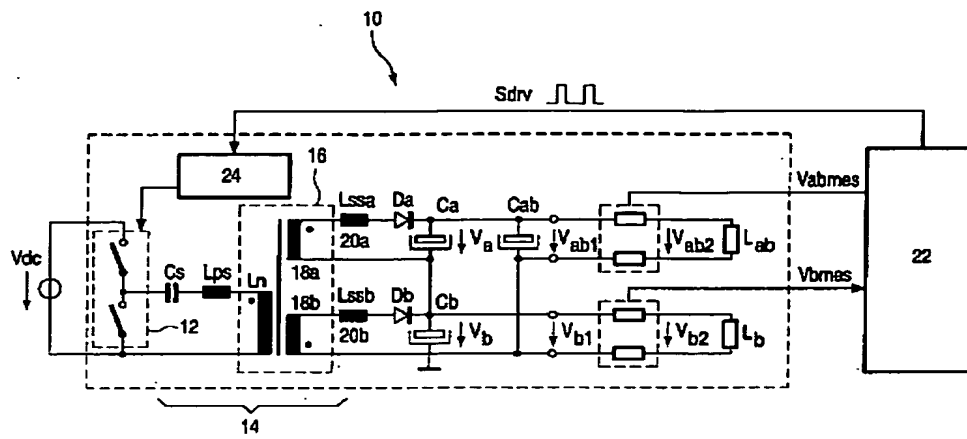 10
Sdrv
24
16
Vabmes
Lssa Da Ca Cab
20a
Va
Vab1
Vab2
Lab
22
Vdc
Cs Lps Ln
18a
18b
Vbmes
Lssb Db Cb
20b
Vb
Vb1
Vb2
Lb
12
14